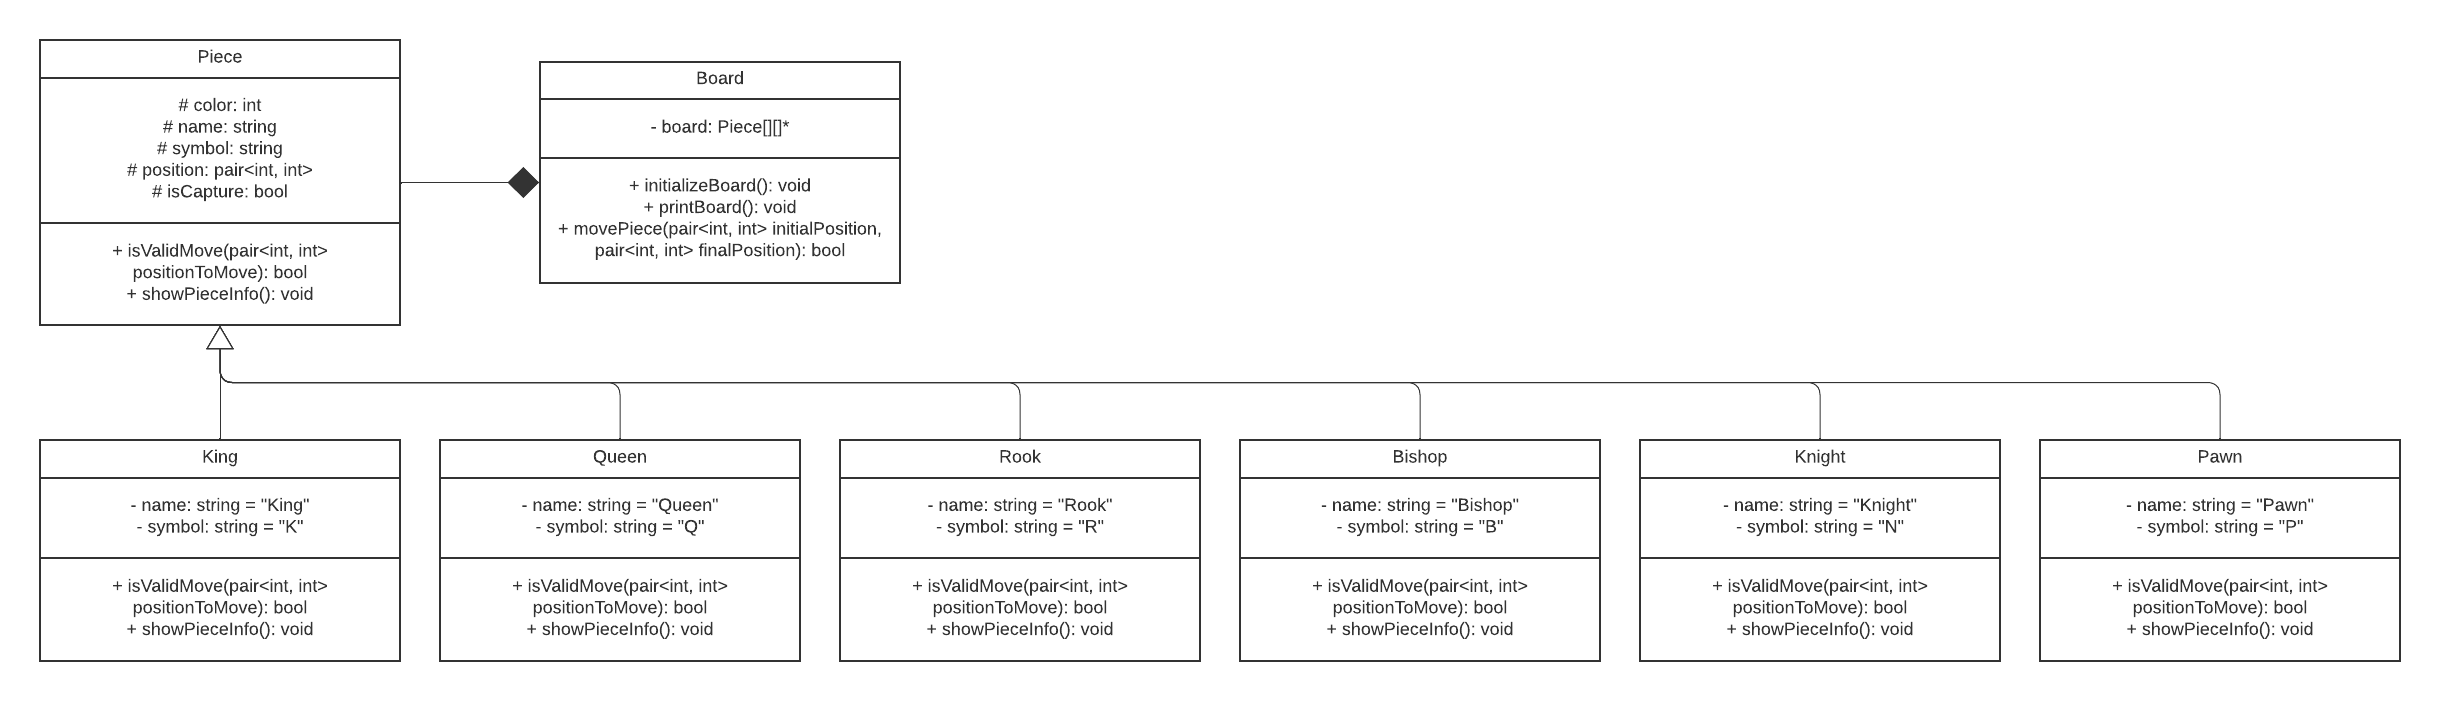 Piece
# color: int
# name: string
# symbol: string
# position: pair<int, int>
# isCapture: bool
+ isValidMove(pair<int, int>
positionToMove): bool
+ showPieceInfo(): void
Board
- board: Piece[][]*
+ initializeBoard(): void
+ printBoard(): void
+ movePiece(pair<int, int> initialPosition,
pair<int, int> finalPosition): bool
King
- name: string = "King"
- symbol: string = "K"
+ isValidMove(pair<int, int>
positionToMove): bool
+ showPieceInfo(): void
Queen
- name: string = "Queen"
- symbol: string = "Q"
+ isValidMove(pair<int, int>
positionToMove): bool
+ showPieceInfo(): void
Rook
- name: string = "Rook"
- symbol: string = "R"
+ isValidMove(pair<int, int>
positionToMove): bool
+ showPieceInfo(): void
Bishop
- name: string = "Bishop"
- symbol: string = "B"
+ isValidMove(pair<int, int>
positionToMove): bool
+ showPieceInfo(): void
Knight
- name: string = "Knight"
- symbol: string = "N"
+ isValidMove(pair<int, int>
positionToMove): bool
+ showPieceInfo(): void
Pawn
- name: string = "Pawn"
- symbol: string = "P"
+ isValidMove(pair<int, int>
positionToMove): bool
+ showPieceInfo(): void